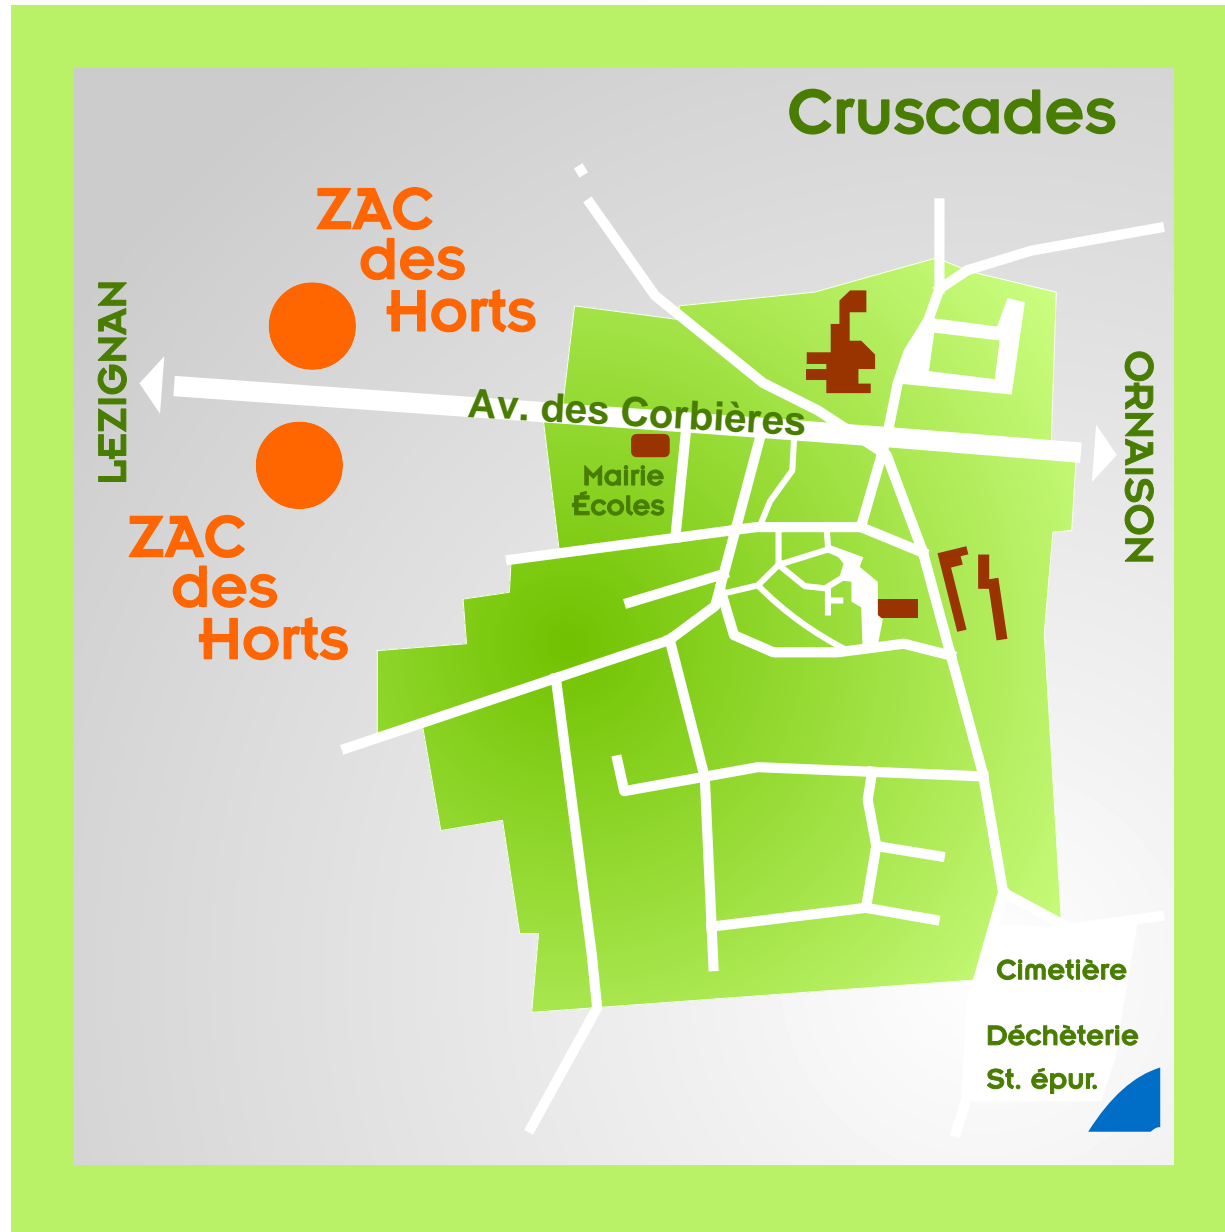 Cruscades
ZAC
des
Horts
LEZIGNAN
Av. des Corbières
ORNAISON
Mairie
Écoles
ZAC
des
Horts
Cimetière
Déchèterie
St. épur.